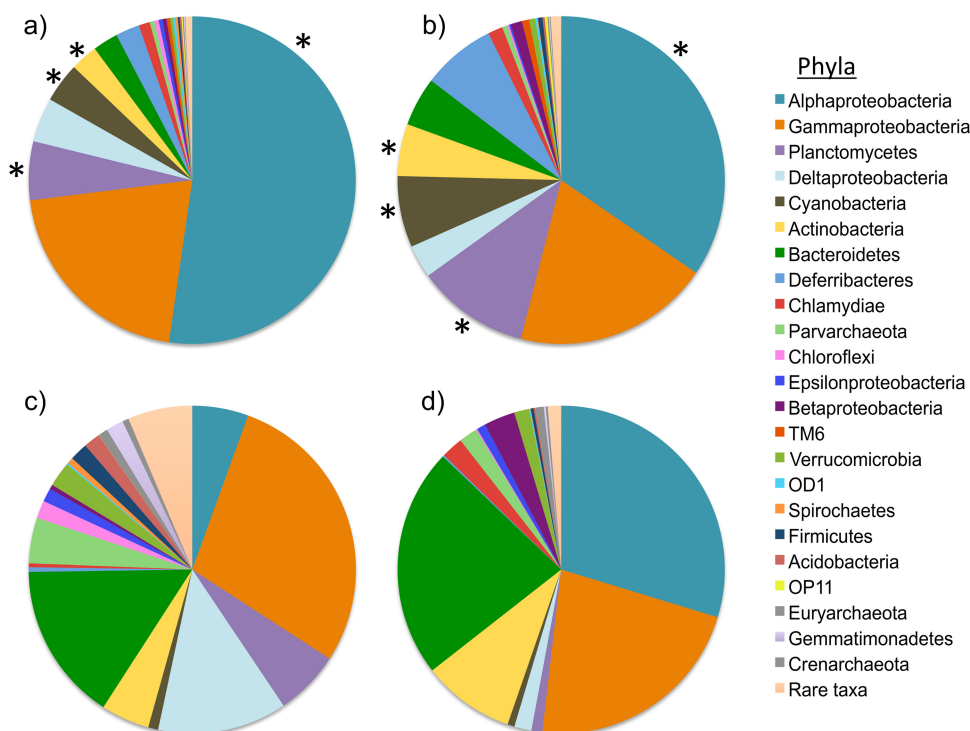 a)
*
*
*
*
b)
*
*
*
*
Phyla
Alphaproteobacteria
Gammaproteobacteria
Planctomycetes
Deltaproteobacteria
Cyanobacteria
Actinobacteria
Bacteroidetes
Deferribacteres
Chlamydiae
Parvarchaeota
Chloroflexi
Epsilonproteobacteria
Betaproteobacteria
TM6
Verrucomicrobia
OD1
Spirochaetes
Firmicutes
Acidobacteria
OP11
Euryarchaeota
Gemmatimonadetes
Crenarchaeota
Rare taxa
c)
d)